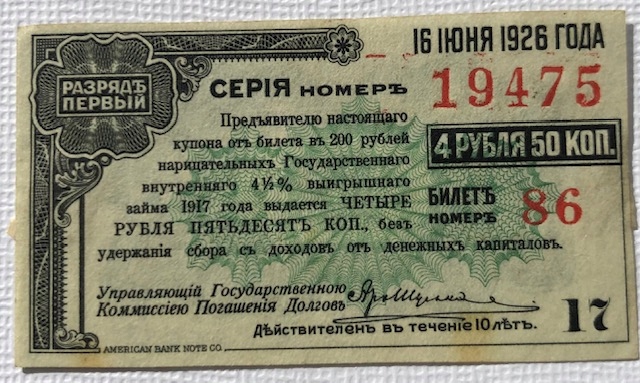 16 ІЮНЯ 1926 ГОДА
РАЗРЯДЪ
ПЕРВЫЙ
СЕРІЯ НОМЕРЪ
19475
Предъявителю настоящаго
купона отъ билета въ 200 рублей
нарицательныхъ Государственнаго
внутренняго 4½% выигрышнаго
займа 1917 года выдается ЧЕТЫРЕ
РУБЛЯ ПЯТЬДЕСЯТЪ КОП., безъ
удержанія сбора съ доходовъ отъ денежныхъ капиталовъ.
4 РУБЛЯ 50 КОП.
БИЛЕТЪ
НОМЕРЪ 86
Управляющій Государственною
Коммиссіею Погашенія Долговъ
17
Дѣйствителенъ въ теченіе 10 лѣтъ.
AMERICAN BANK NOTE CO.